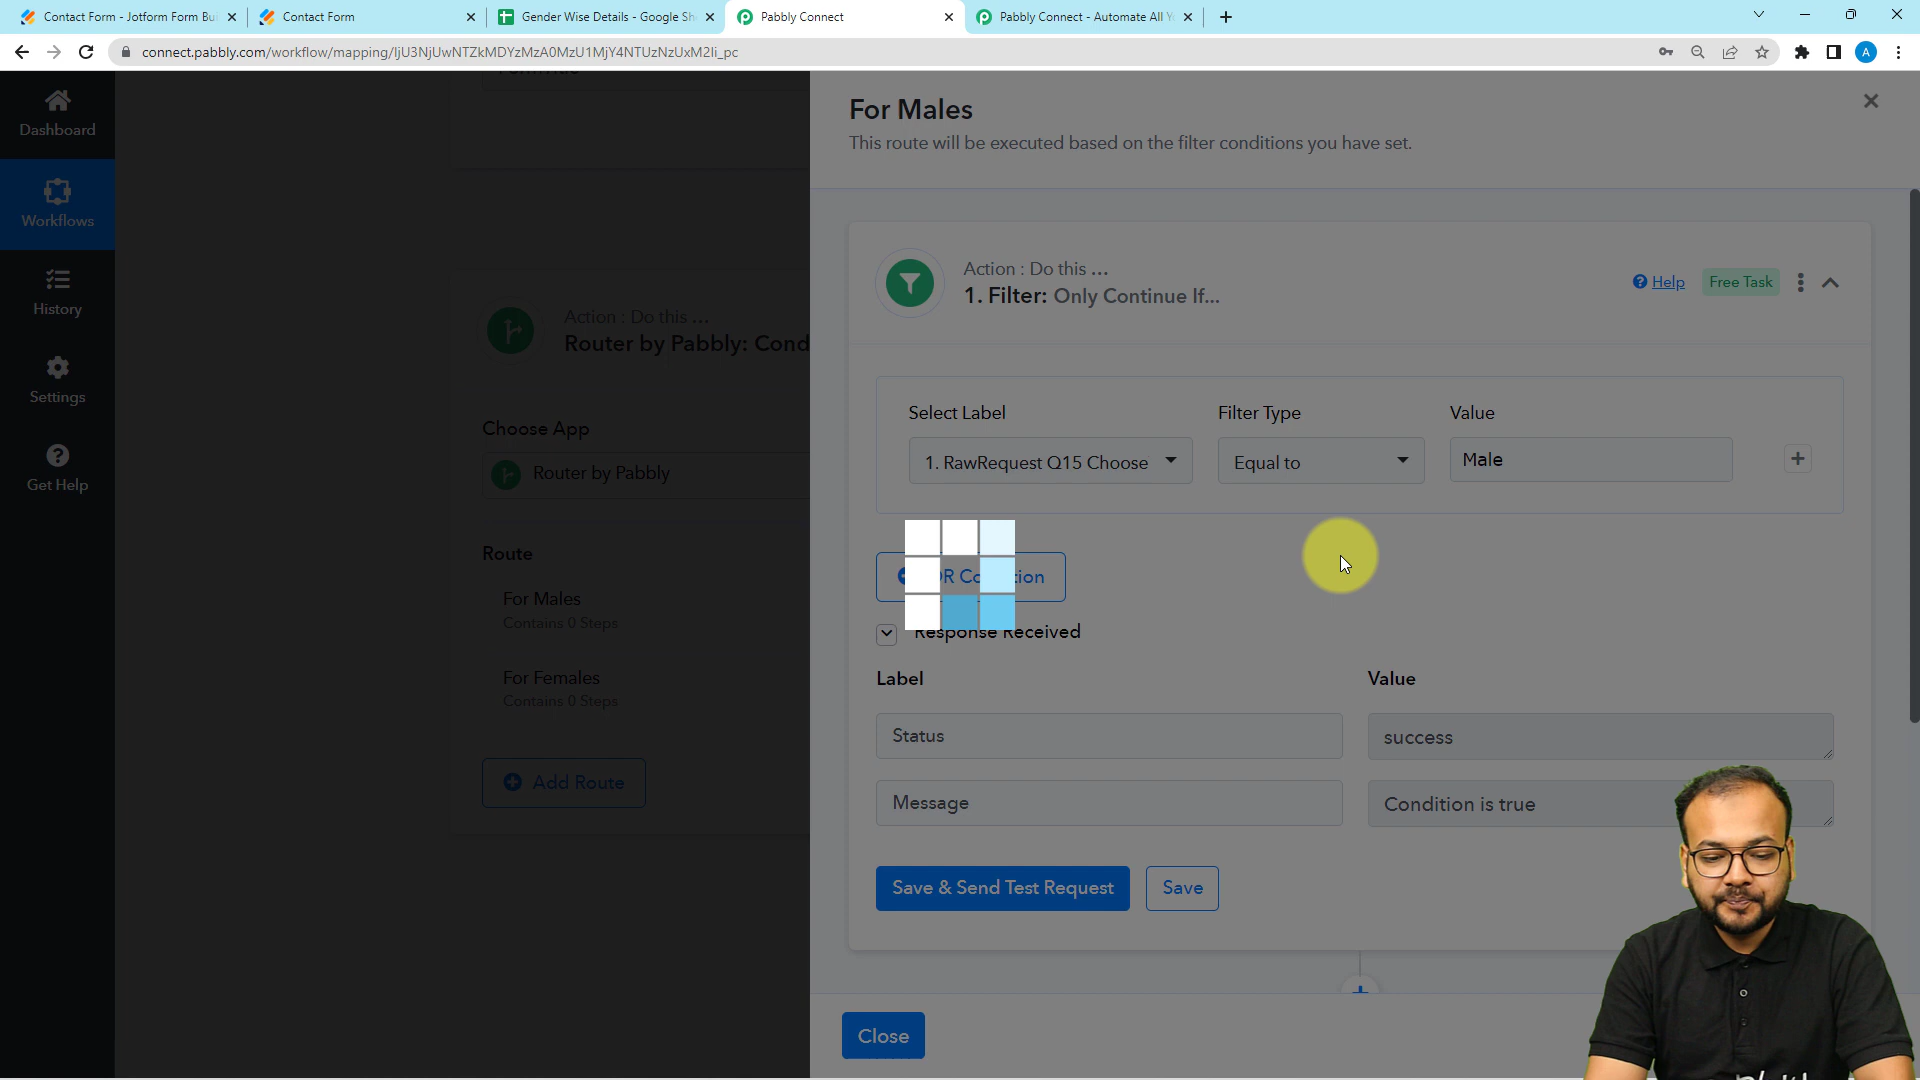 Contact Form - Jotform Form Bui
Contact Form
Gender Wise Details - Google Sh
Pabbly Connect
Pabbly Connect - Automate All Y
connect.pabbly.com/workflow/mapping/IjU3NjUwNTZkMDYzMzA0MzU1MjY4NTUzNzUxM2Ii_pc
A
Dashboard
Workflows
History
Settings
Get Help
Action : Do this ...
Router by Pabbly: Cond
Choose App
Router by Pabbly
Route
For Males
Contains 0 Steps
For Females
Contains 0 Steps
Add Route
For Males
This route will be executed based on the filter conditions you have set.
Action : Do this ...
1. Filter: Only Continue If...
Help
Free Task
Select Label
Filter Type
Value
1. RawRequest Q15 Choose
Equal to
Male
Response Received
Label
Value
Status
success
Message
Condition is true
Save & Send Test Request
Save
Close